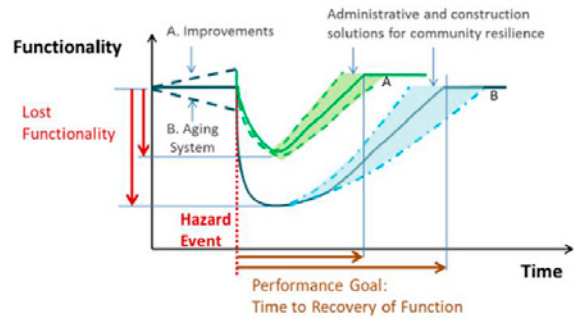 Administrative and construction
solutions for community resilience
Functionality
A. Improvements
A
B
Lost
Functionality
B. Aging
System
Hazard
Event
Time
Performance Goal:
Time to Recovery of Function